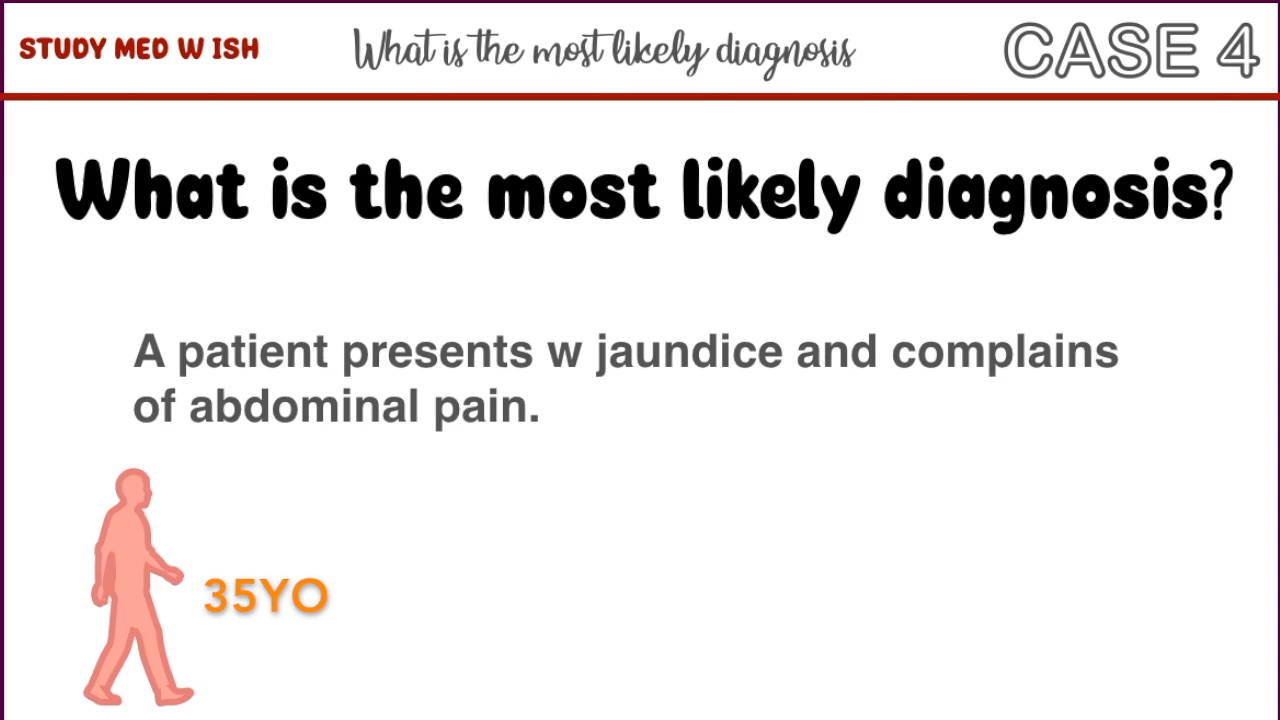 STUDY MED W ISH
What is the most likely diagnosis
CASE 4
What is the most likely diagnosis?
A patient presents w jaundice and complains
of abdominal pain.
35YO